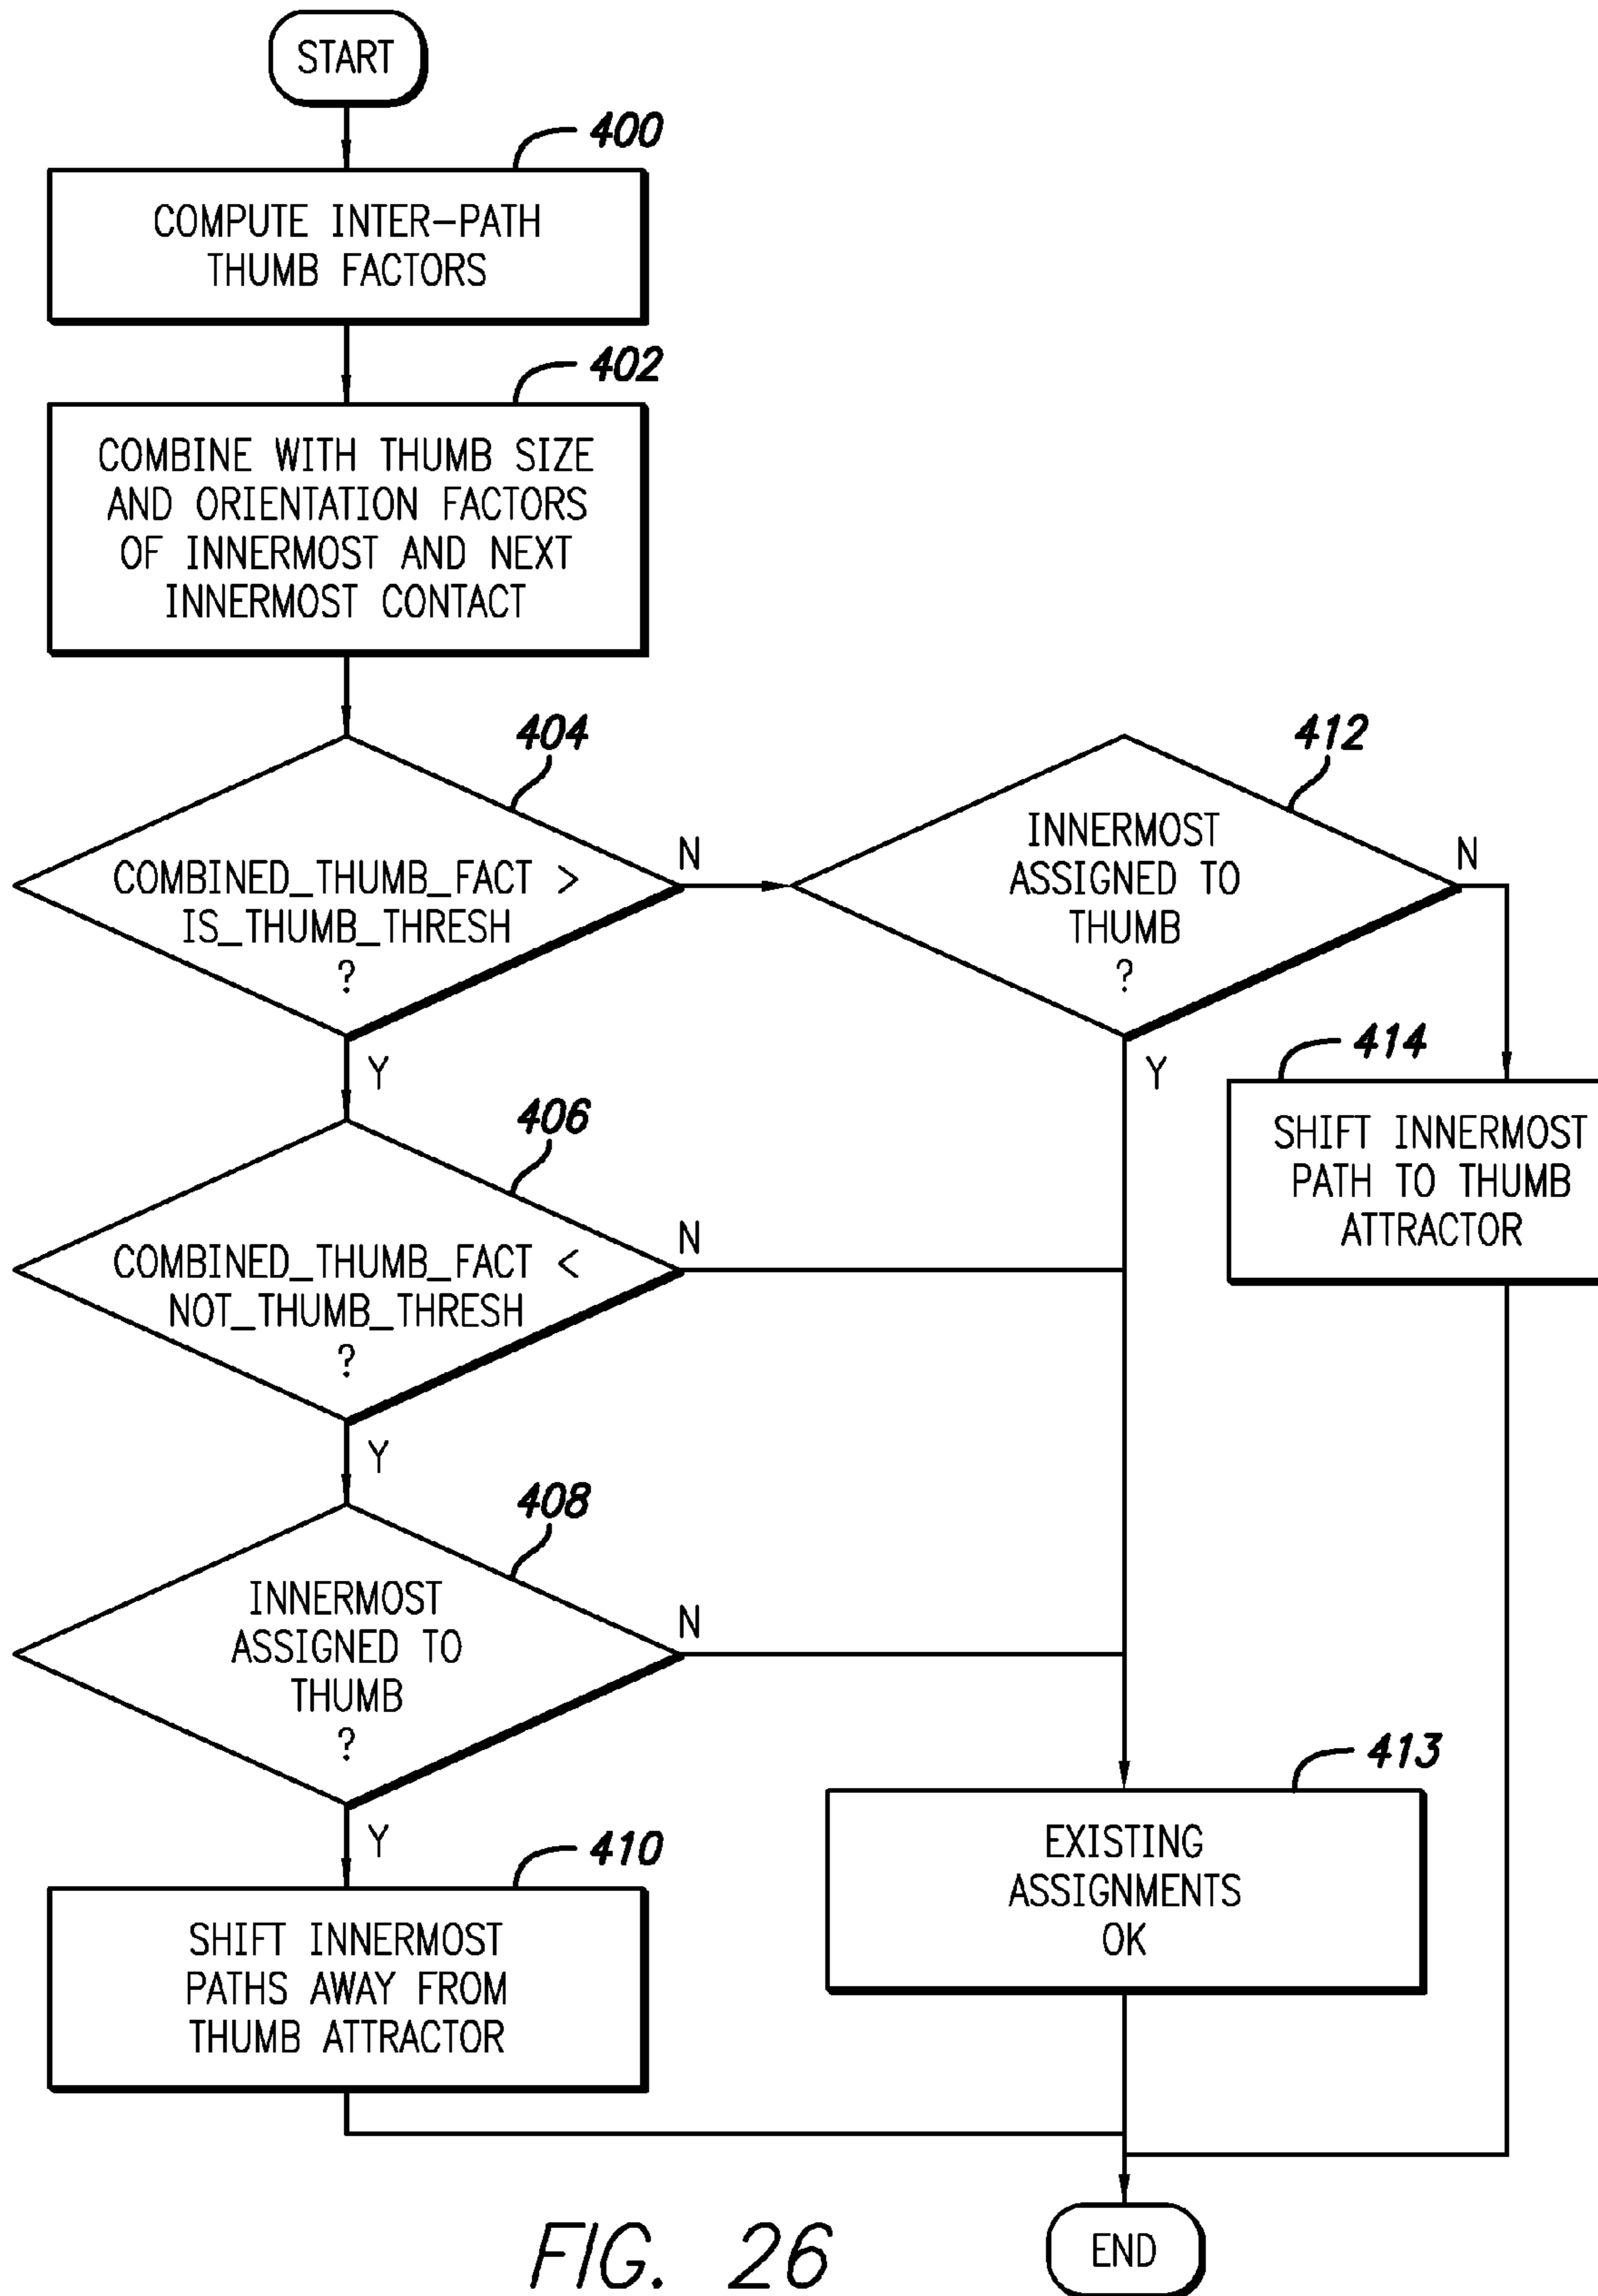 START
400
COMPUTE INTER-PATH
THUMB FACTORS
402
COMBINE WITH THUMB SIZE
AND ORIENTATION FACTORS
OF INNERMOST AND NEXT
INNERMOST CONTACT
404
COMBINED_THUMB_FACT >
IS_THUMB_THRESH
?
N
Y
412
INNERMOST
ASSIGNED TO
THUMB
?
N
Y
414
SHIFT INNERMOST
PATH TO THUMB
ATTRACTOR
406
COMBINED_THUMB_FACT <
NOT_THUMB_THRESH
?
N
Y
408
INNERMOST
ASSIGNED TO
THUMB
?
N
Y
413
EXISTING
ASSIGNMENTS
OK
410
SHIFT INNERMOST
PATHS AWAY FROM
THUMB ATTRACTOR
END
FIG. 26